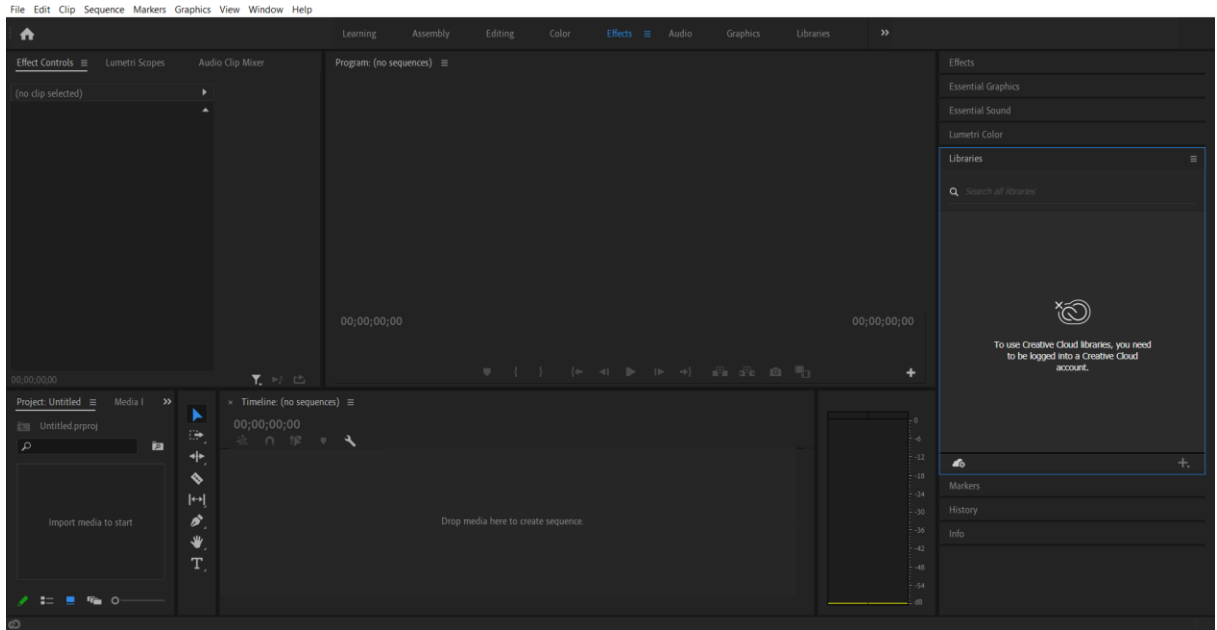 File Edit Clip Sequence Markers Graphics View Window Help
Learning Assembly Editing Color Effects Audio Graphics Libraries
Effect Controls Lumetri Scopes Audio Clip Mixer
(no clip selected)
00;00;00;00
Program: (no sequences)
00;00;00;00 00;00;00;00
Effects
Essential Graphics
Essential Sound
Lumetri Color
Libraries
Search all libraries
To use Creative Cloud libraries, you need
to be logged into a Creative Cloud
account.
Markers
History
Info
Project: Untitled Media
Untitled.prproj
Import media to start
× Timeline: (no sequences)
00;00;00;00
Drop media here to create sequence.
0
-6
-12
-18
-24
-30
-36
-42
-48
-54
dB